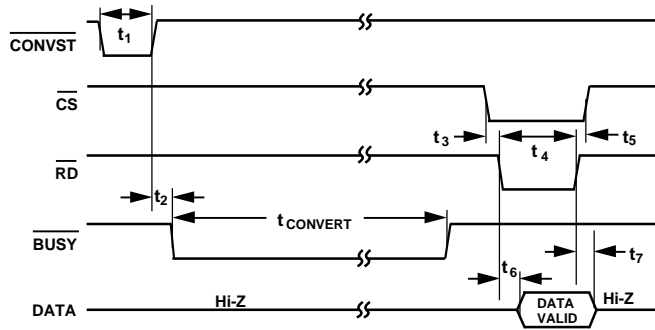 CONVST
t1
CS
t3
t4
t5
RD
t2
tCONVERT
BUSY
t6
t7
DATA
Hi-Z
DATA
VALID
Hi-Z